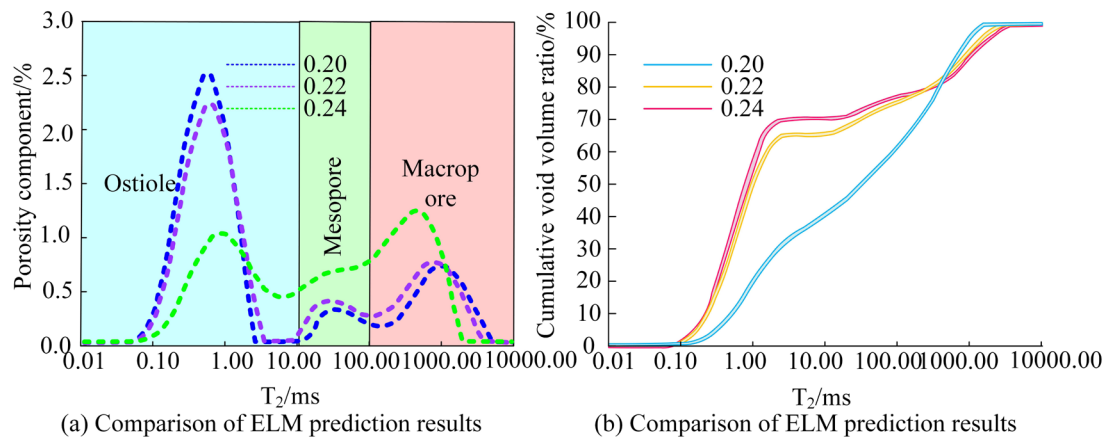 3.0
2.5
2.0
1.5
1.0
0.5
0.0
Porosity component/%
0.20
0.22
0.24
Ostiole
Mesopore
Macrop
ore
0.01 0.10 1.00 10.00 100.00 1000.00 10000.00
T2/ms
(a) Comparison of ELM prediction results
100
90
80
70
60
50
40
30
20
10
0
Cumulative void volume ratio/%
0.20
0.22
0.24
0.01 0.10 1.00 10.00 100.00 1000.00 10000.00
T2/ms
(b) Comparison of ELM prediction results